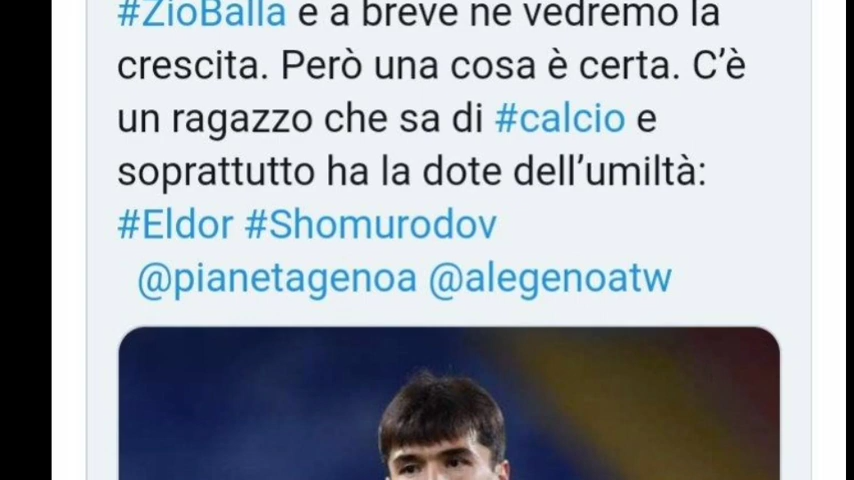 #ZioBalla e a breve ne vedremo la
crescita. Però una cosa è certa. C’è
un ragazzo che sa di #calcio e
soprattutto ha la dote dell’umiltà:
#Eldor #Shomurodov
@pianetagenoa @alegenoatw